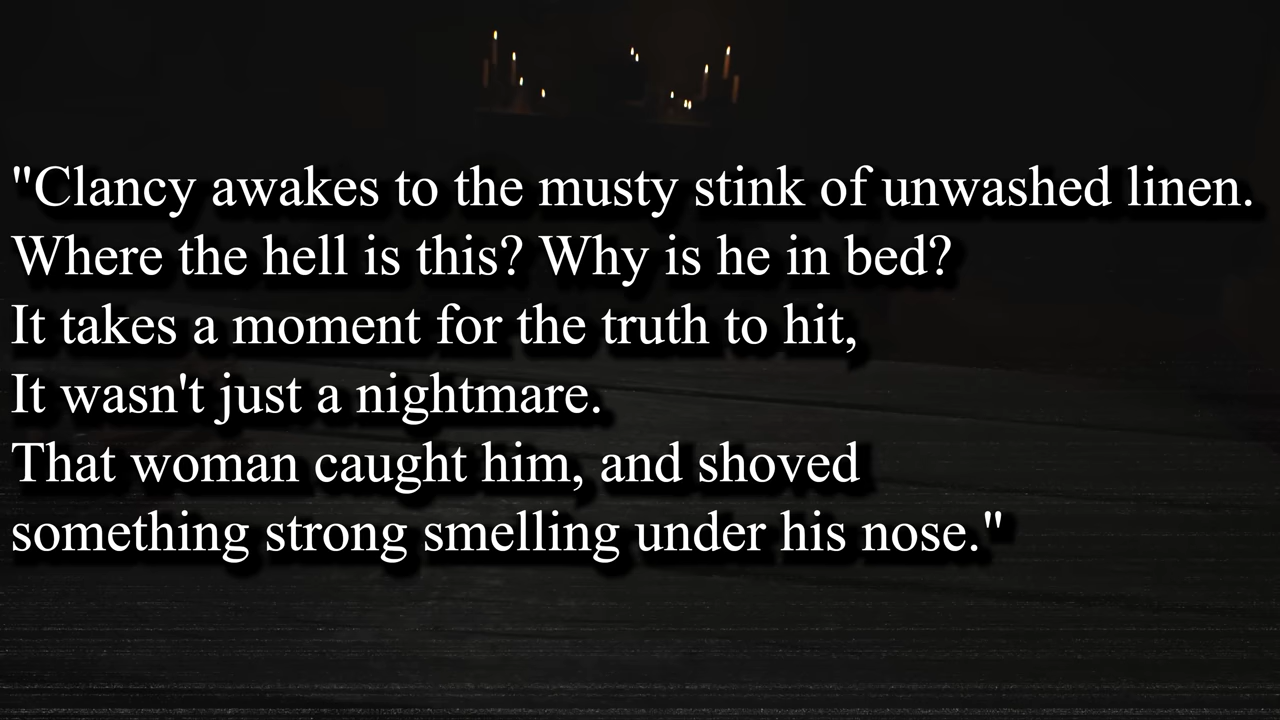 "Clancy awakes to the musty stink of unwashed linen.
Where the hell is this? Why is he in bed?
It takes a moment for the truth to hit,
It wasn't just a nightmare.
That woman caught him, and shoved
something strong smelling under his nose."